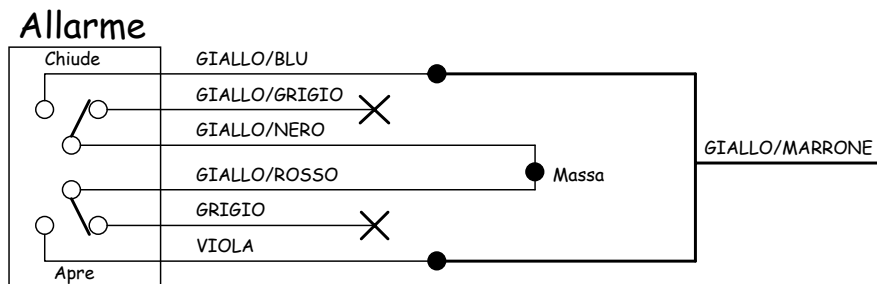 Allarme
Chiude
GIALLO/BLU
GIALLO/GRIGIO
GIALLO/NERO
GIALLO/MARRONE
GIALLO/ROSSO
Massa
GRIGIO
VIOLA
Apre